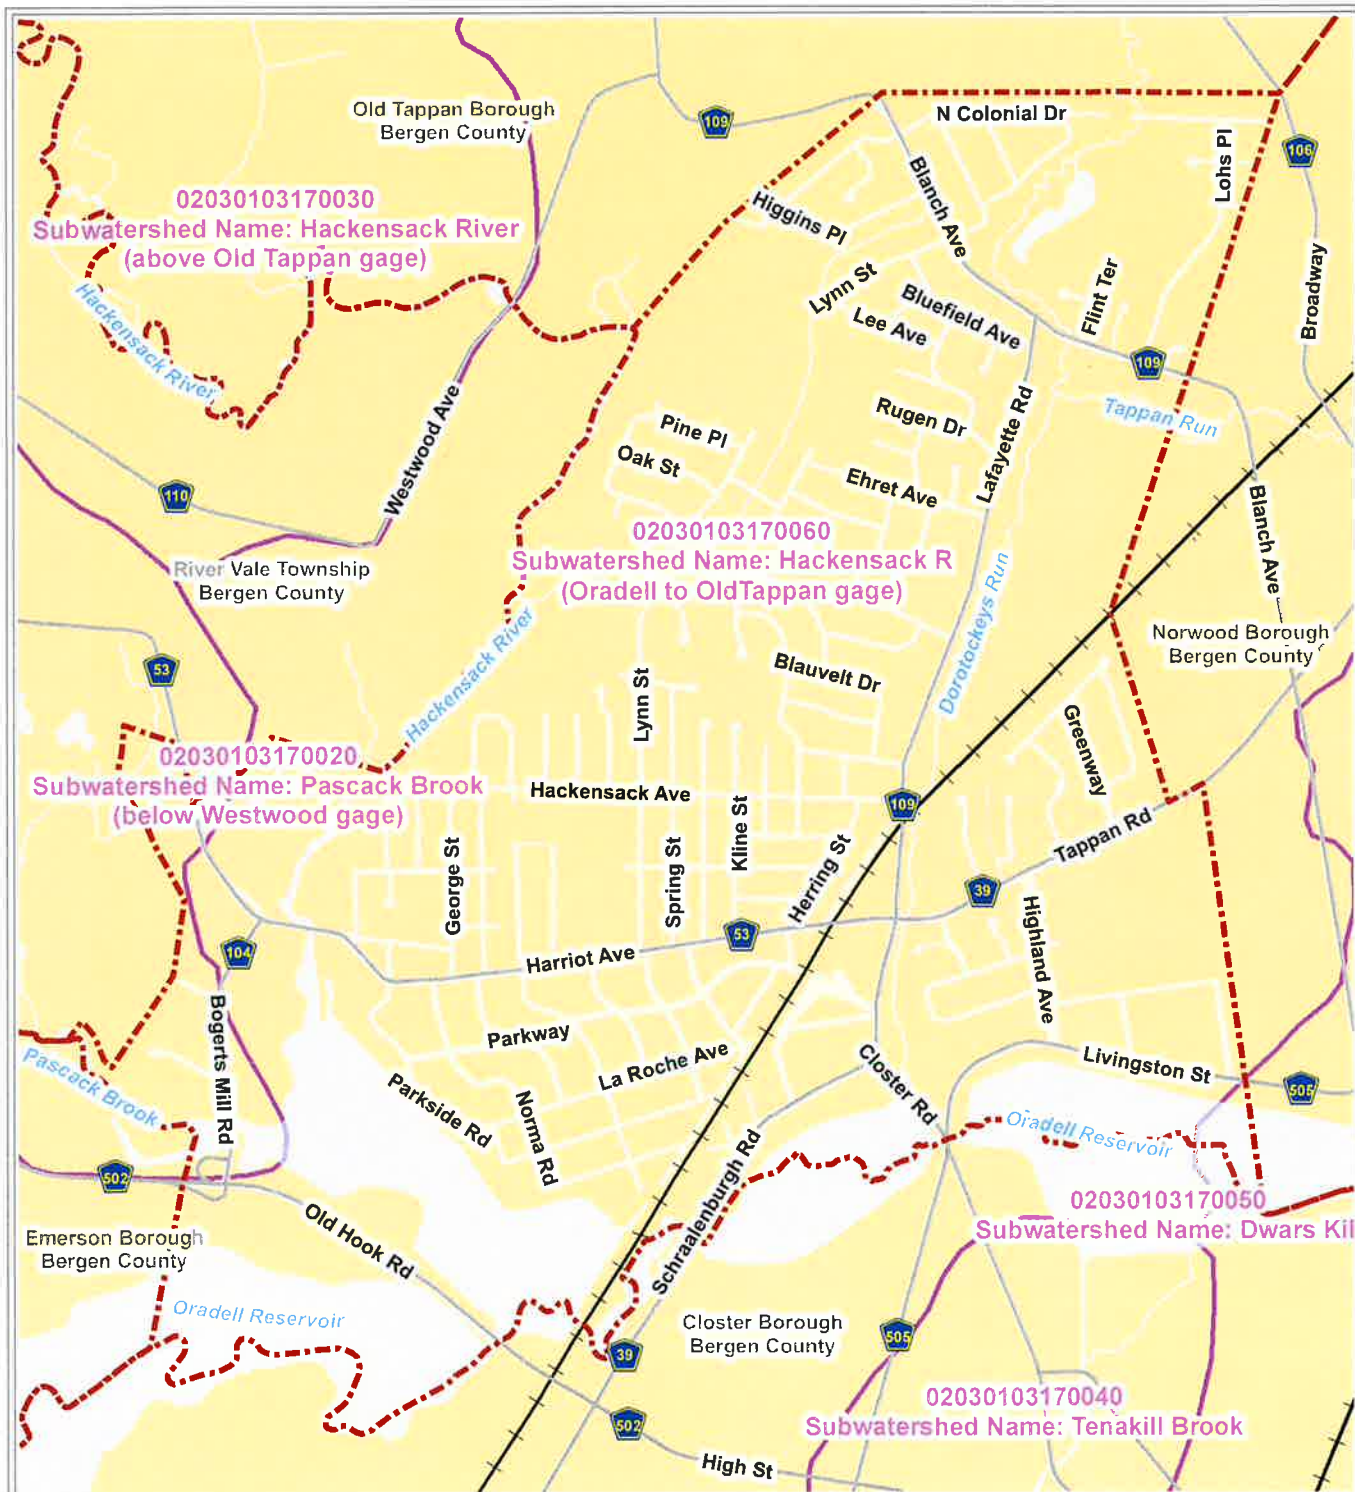 Old Tappan Borough
Bergen County
109
N Colonial Dr
106
Lohs Pl
Blanch Ave
02030103170030
Subwatershed Name: Hackensack River
(above Old Tappan gage)
Higgins Pl
Broadway
Hackensack River
Lynn St
Bluefield Ave
Flint Ter
Lee Ave
109
Westwood Ave
Lafayette Rd
Tappan Run
Rugen Dr
Pine Pl
Oak St
Ehret Ave
110
Blanch Ave
02030103170060
Subwatershed Name: Hackensack R
(Oradell to OldTappan gage)
River Vale Township
Bergen County
Dorotockeys Run
Norwood Borough
Bergen County
53
Hackensack River
Lynn St
Blauvelt Dr
Greenway
02030103170020
Subwatershed Name: Pascack Brook
(below Westwood gage)
Hackensack Ave
109
Kline St
Tappan Rd
George St
Spring St
Herring St
39
Highland Ave
53
104
Harriot Ave
Bogerts Mill Rd
Parkway
Pascack Brook
La Roche Ave
Closter Rd
Livingston St
505
Parkside Rd
Norma Rd
Oradell Reservoir
502
Schraalenburgh Rd
02030103170050
Subwatershed Name: Dwars Kil
Old Hook Rd
Emerson Borough
Bergen County
Oradell Reservoir
Closter Borough
Bergen County
505
39
02030103170040
Subwatershed Name: Tenakill Brook
502
High St